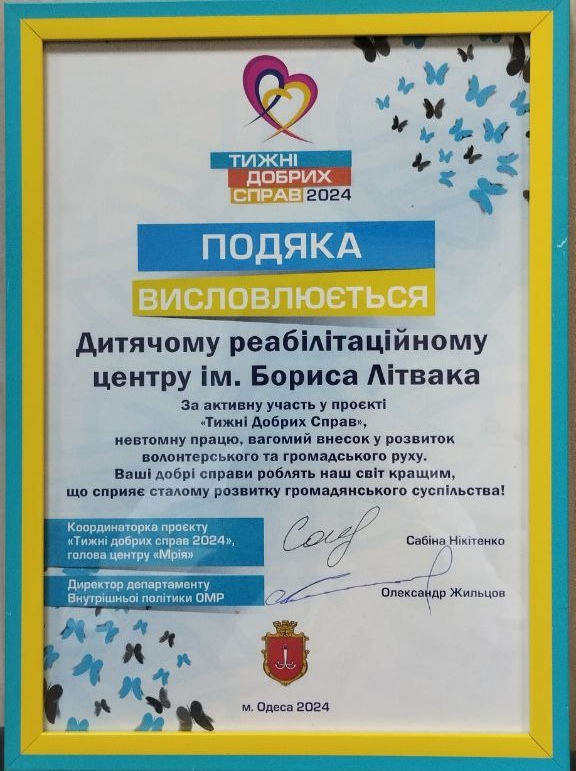 ТИЖНІ
ДОБРИХ
СПРАВ 2024
ПОДЯКА
ВИСЛОВЛЮЄТЬСЯ
Дитячому реабілітаційному
центру ім. Бориса Літвака
За активну участь у проєкті
«Тижні Добрих Справ»,
невтомну працю, вагомий внесок у розвиток
волонтерського та громадського руху.
Ваші добрі справи роблять наш світ кращим,
що сприяє сталому розвитку громадянського суспільства!
Координаторка проєкту
«Тижні добрих справ 2024»,
голова центру «Мрія»
Сабіна Нікітенко
Директор департаменту
Внутрішньої політики ОМР
Олександр Жильцов
м. Одеса 2024